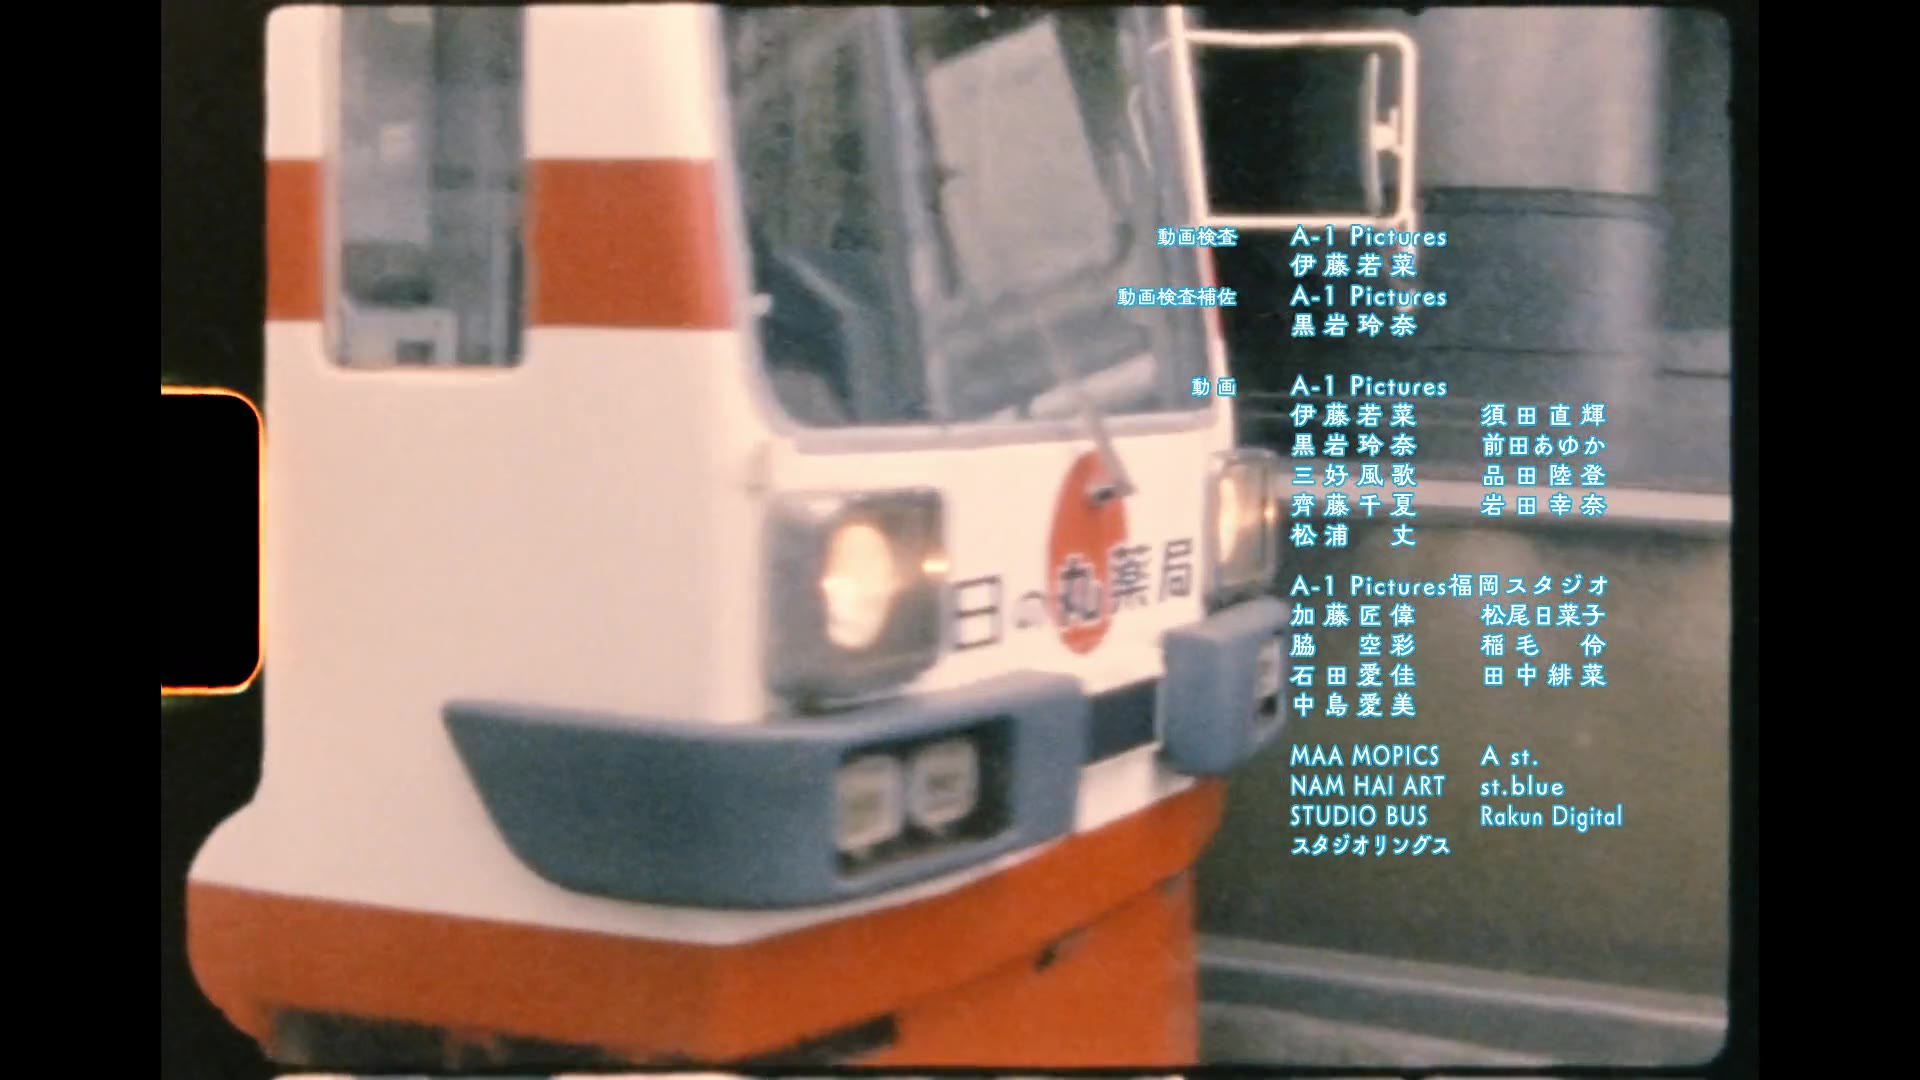 動画検査 A-1 Pictures
伊藤若菜
動画検査補佐 A-1 Pictures
黒岩玲奈
動画 A-1 Pictures
伊藤若菜 須田直輝
黒岩玲奈 前田あゆか
三好風歌 品田陸登
齊藤千夏 岩田幸奈
松浦 丈
A-1 Pictures福岡スタジオ
加藤匠偉 松尾日菜子
脇 空彩 稲毛 伶
石田愛佳 田中緋菜
中島愛美
MAA MOPICS A st.
NAM HAI ART st.blue
STUDIO BUS Rakun Digital
スタジオリングス
日の丸薬局